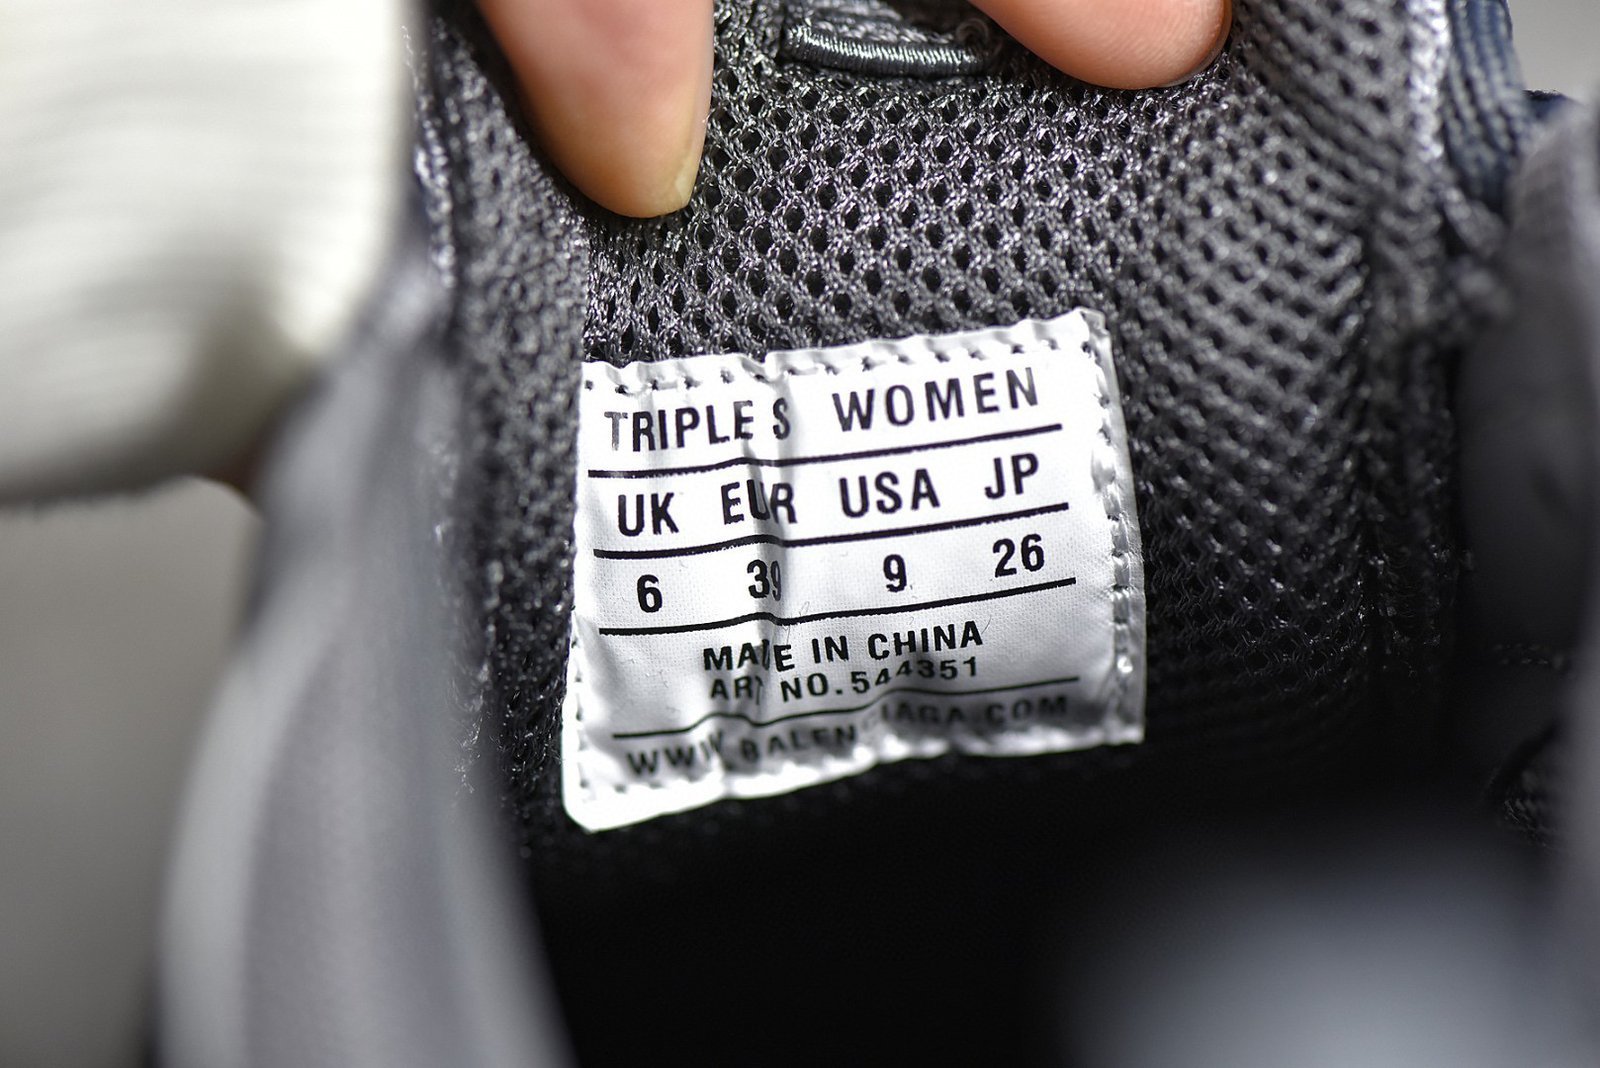 TRIPLE S WOMEN
UK EUR USA JP
6 39 9 26
MADE IN CHINA
ART NO.544351
WWW.BALENCIAGA.COM